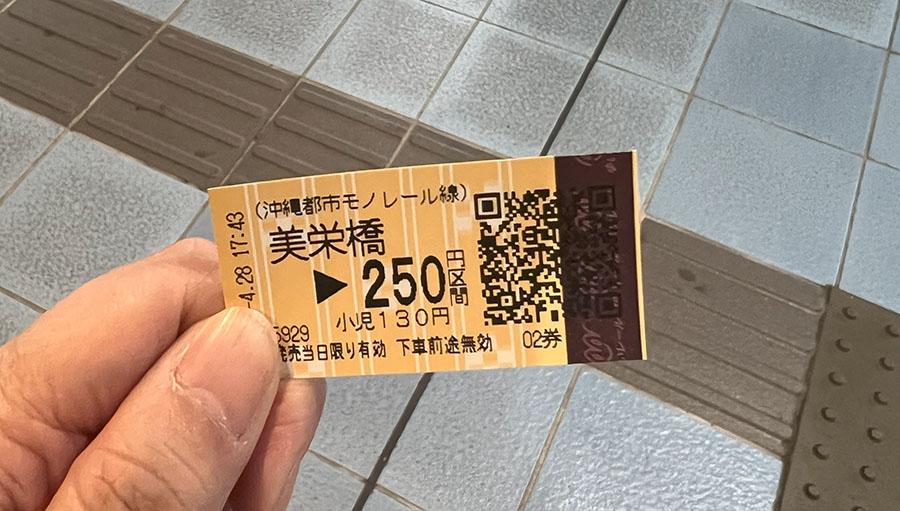 (沖縄都市モノレール線)
美栄橋
▶250円区間
小児130円
5929
発売当日限り有効 下車前途無効
02券
-4.28 17:43